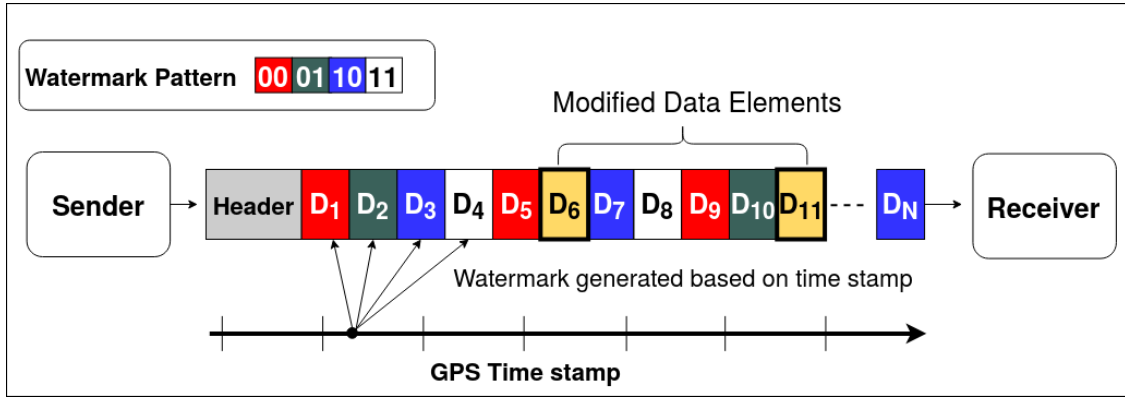 Watermark Pattern 00 01 10 11
Modified Data Elements
Sender Header D1 D2 D3 D4 D5 D6 D7 D8 D9 D10 D11 DN Receiver
Watermark generated based on time stamp
GPS Time stamp